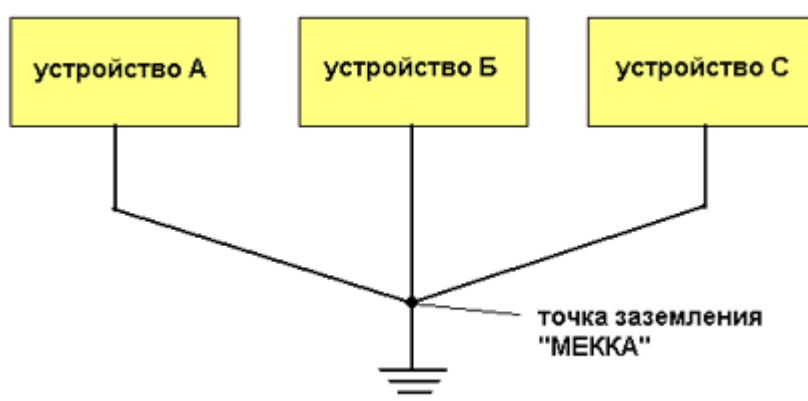 устройство А
устройство Б
устройство С
точка заземления
"МЕККА"